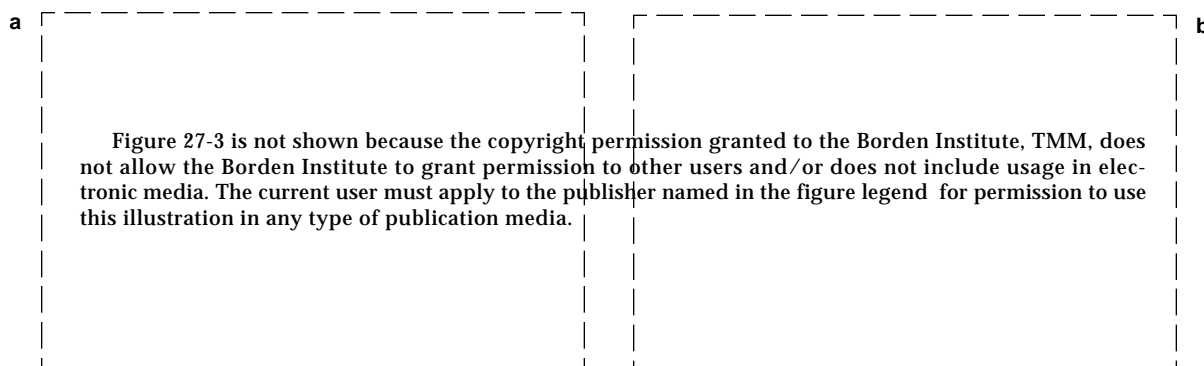 a
b
Figure 27-3 is not shown because the copyright permission granted to the Borden Institute, TMM, does
not allow the Borden Institute to grant permission to other users and/or does not include usage in elec-
tronic media. The current user must apply to the publisher named in the figure legend for permission to use
this illustration in any type of publication media.